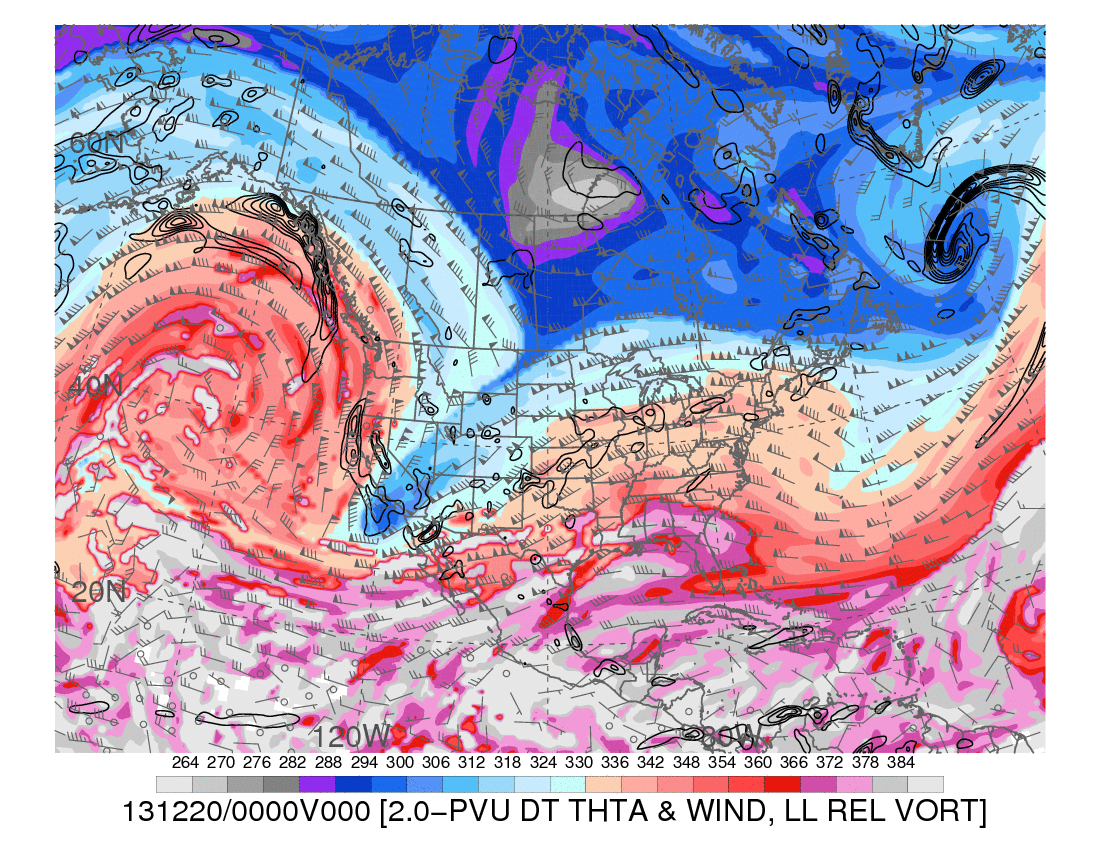 60N
40N
20N
120W
80W
264 270 276 282 288 294 300 306 312 318 324 330 336 342 348 354 360 366 372 378 384
131220/0000V000 [2.0−PVU DT THTA & WIND, LL REL VORT]